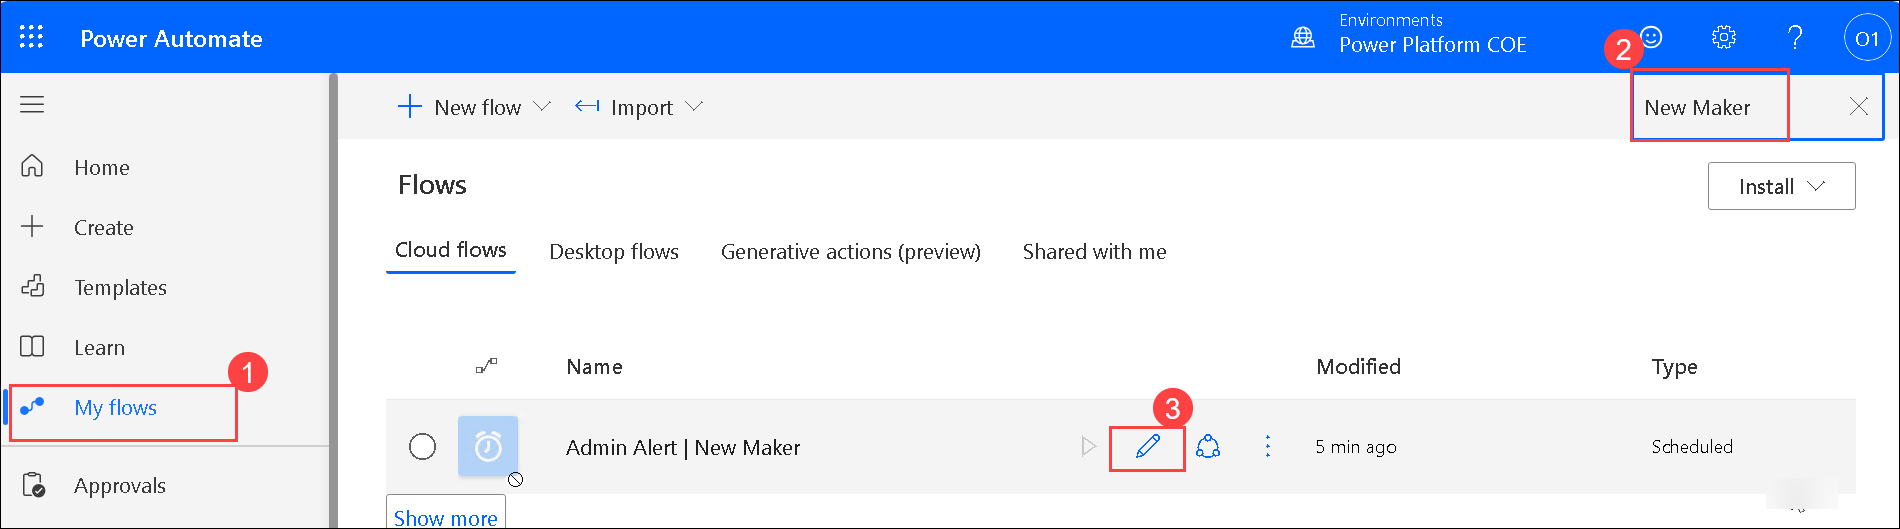 Power Automate
Environments
Power Platform COE
?
O1
2
New flow
Import
New Maker
Home
Flows
Install
Create
Cloud flows
Desktop flows
Generative actions (preview)
Shared with me
Templates
Learn
1
Name
Modified
Type
My flows
3
Admin Alert | New Maker
5 min ago
Scheduled
Approvals
Show more